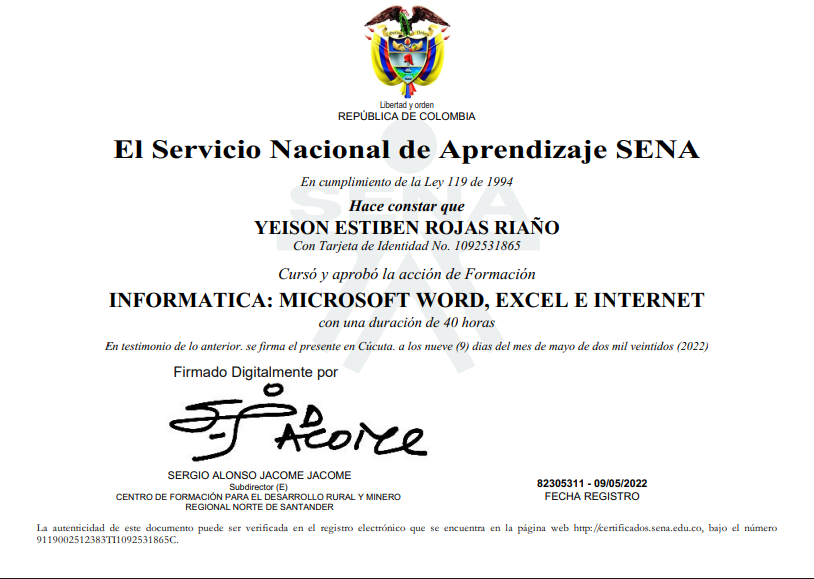 Libertad y orden
REPÚBLICA DE COLOMBIA
El Servicio Nacional de Aprendizaje SENA
En cumplimiento de la Ley 119 de 1994
SENA
Hace constar que
YEISON ESTIBEN ROJAS RIAÑO
Con Tarjeta de Identidad No. 1092531865
Cursó y aprobó la acción de Formación
INFORMATICA: MICROSOFT WORD, EXCEL E INTERNET
con una duración de 40 horas
En testimonio de lo anterior. se firma el presente en Cúcuta. a los nueve (9) dias del mes de mayo de dos mil veintidos (2022)
Firmado Digitalmente por
SERGIO ALONSO JACOME JACOME
Subdirector (E)
CENTRO DE FORMACIÓN PARA EL DESARROLLO RURAL Y MINERO
REGIONAL NORTE DE SANTANDER
82305311 - 09/05/2022
FECHA REGISTRO
La autenticidad de este documento puede ser verificada en el registro electrónico que se encuentra en la página web http://certificados.sena.edu.co, bajo el número
9119002512383TI1092531865C.